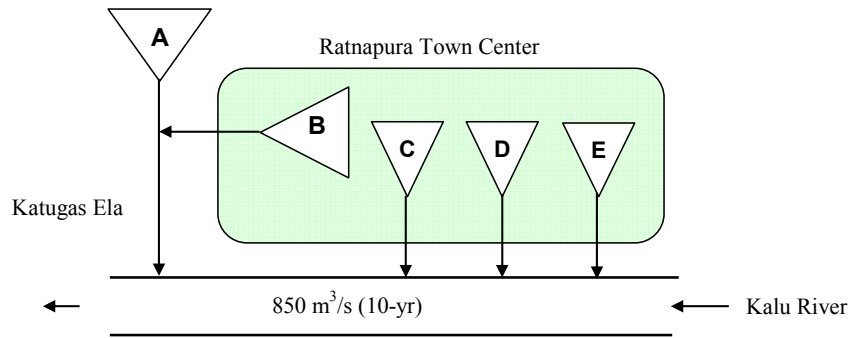 A
Ratnapura Town Center
B
C
D
E
Katugas Ela
850 m³/s (10-yr)
Kalu River